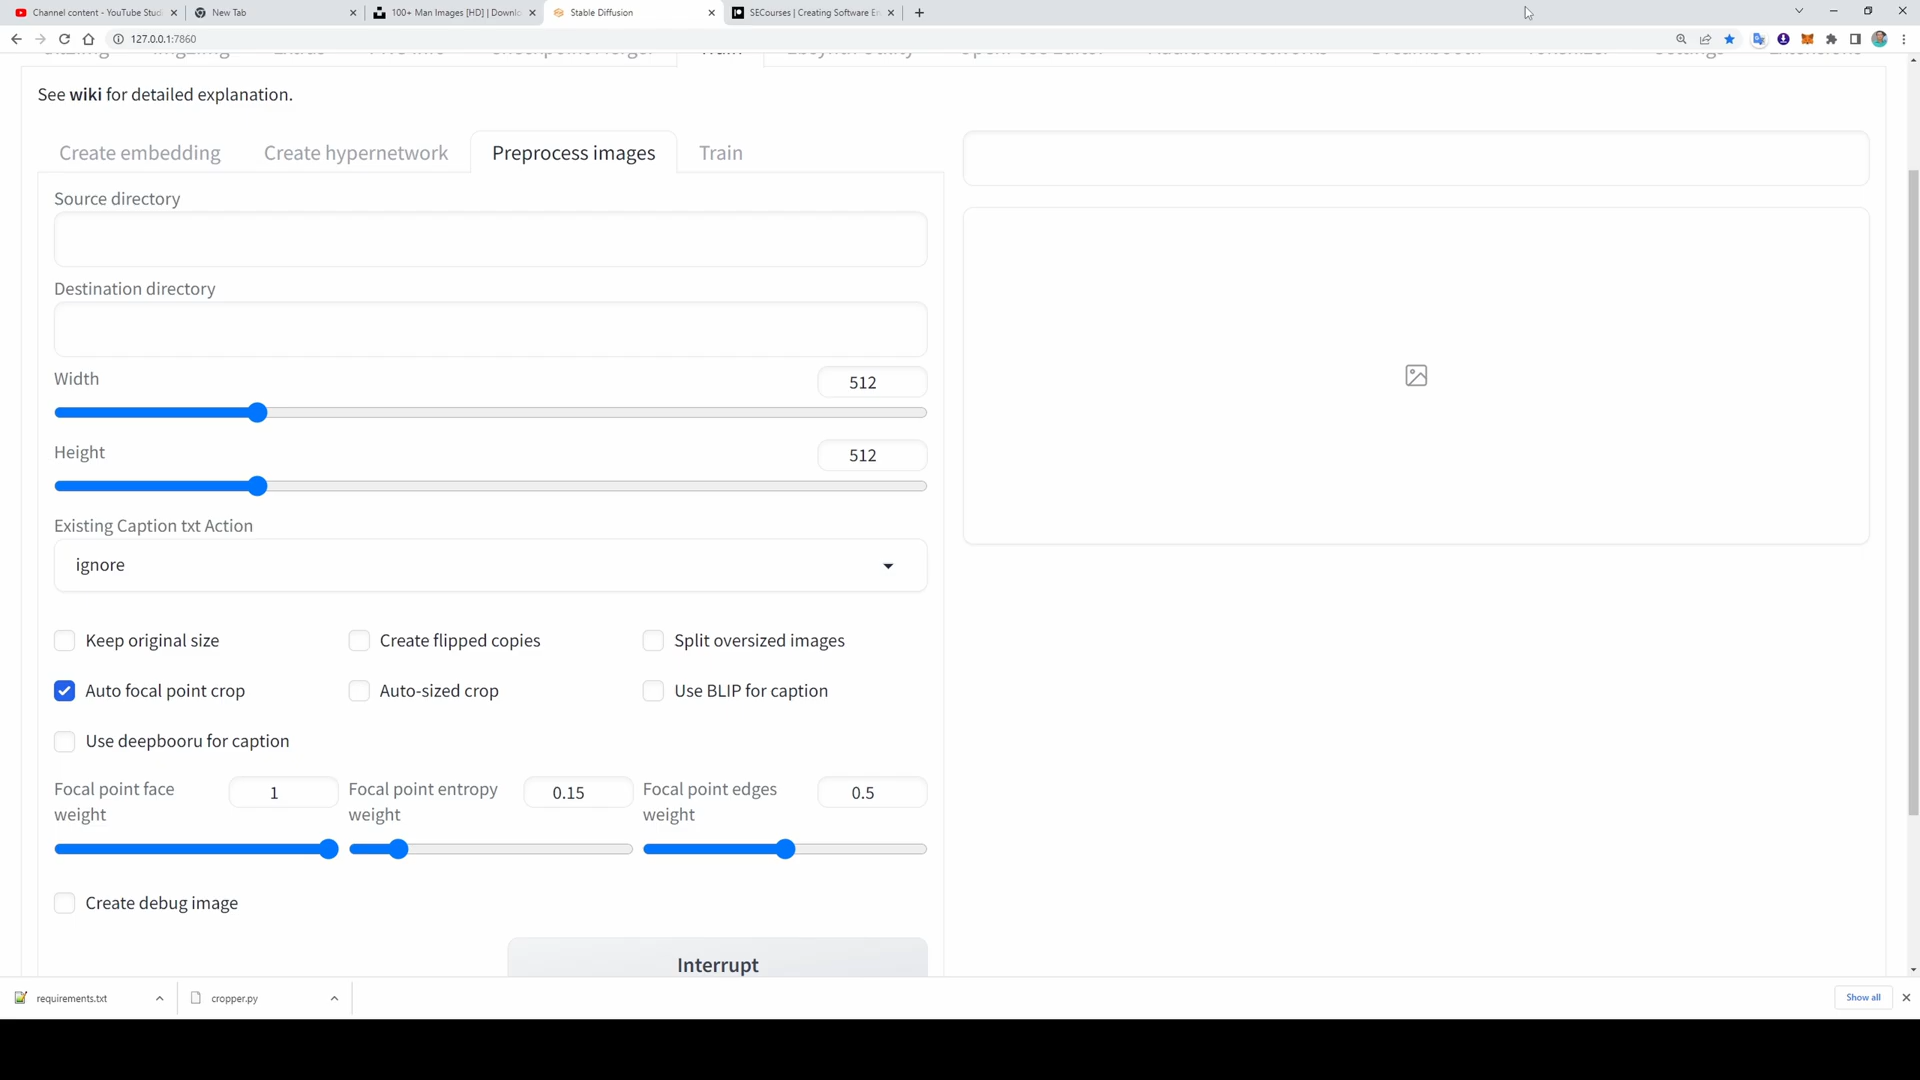 Channel content - YouTube Stud
New Tab
100+ Man Images [HD] | Downlo
Stable Diffusion
SECourses | Creating Software En
127.0.0.1:7860
See wiki for detailed explanation.
Create embedding
Create hypernetwork
Preprocess images
Train
Source directory
Destination directory
Width
512
Height
512
Existing Caption txt Action
ignore
Keep original size
Create flipped copies
Split oversized images
Auto focal point crop
Auto-sized crop
Use BLIP for caption
Use deepbooru for caption
Focal point face weight
1
Focal point entropy weight
0.15
Focal point edges weight
0.5
Create debug image
Interrupt
requirements.txt
cropper.py
Show all